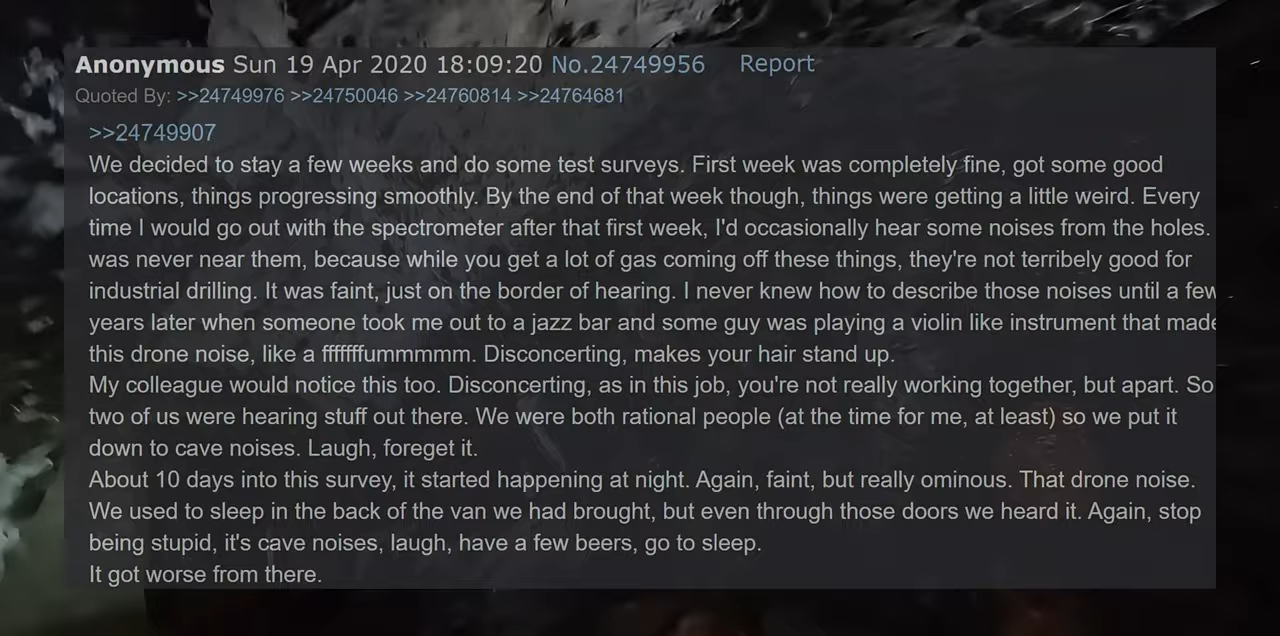 Anonymous Sun 19 Apr 2020 18:09:20 No.24749956 Report
Quoted By: >>24749976 >>24750046 >>24760814 >>24764681
>>24749907
We decided to stay a few weeks and do some test surveys. First week was completely fine, got some good
locations, things progressing smoothly. By the end of that week though, things were getting a little weird. Every
time I would go out with the spectrometer after that first week, I'd occasionally hear some noises from the holes.
was never near them, because while you get a lot of gas coming off these things, they're not terribely good for
industrial drilling. It was faint, just on the border of hearing. I never knew how to describe those noises until a few
years later when someone took me out to a jazz bar and some guy was playing a violin like instrument that made
this drone noise, like a fffffffummmmm. Disconcerting, makes your hair stand up.
My colleague would notice this too. Disconcerting, as in this job, you're not really working together, but apart. So
two of us were hearing stuff out there. We were both rational people (at the time for me, at least) so we put it
down to cave noises. Laugh, foreget it.
About 10 days into this survey, it started happening at night. Again, faint, but really ominous. That drone noise.
We used to sleep in the back of the van we had brought, but even through those doors we heard it. Again, stop
being stupid, it's cave noises, laugh, have a few beers, go to sleep.
It got worse from there.